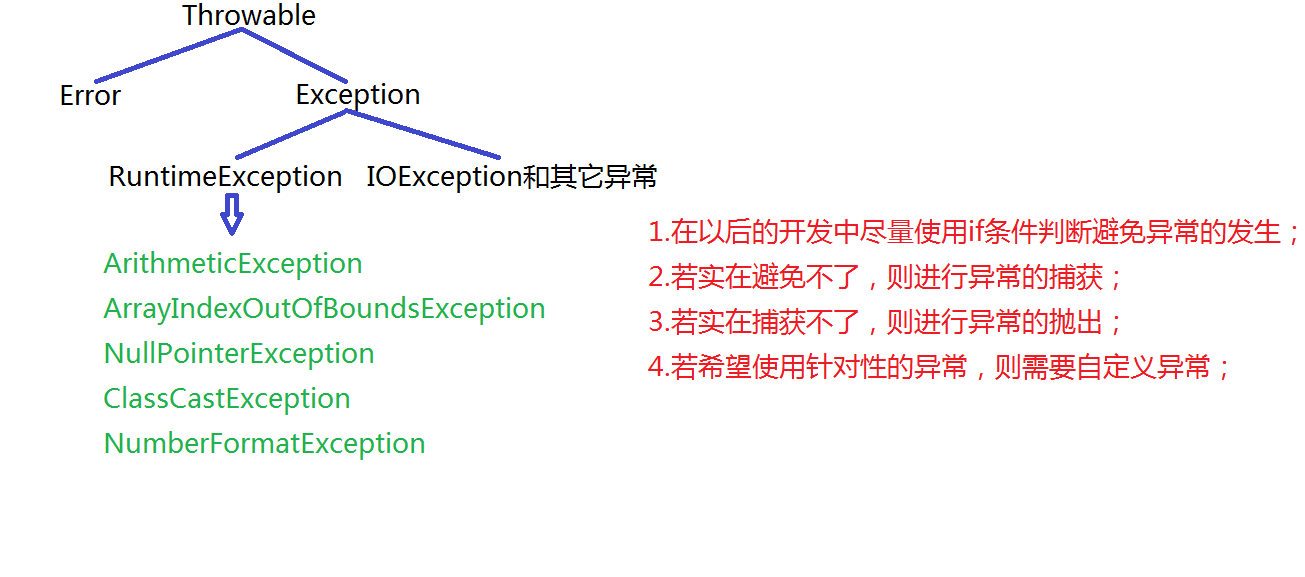 Throwable
Error
Exception
RuntimeException
IOException和其它异常
ArithmeticException
ArrayIndexOutOfBoundsException
NullPointerException
ClassCastException
NumberFormatException
1.在以后的开发中尽量使用if条件判断避免异常的发生；
2.若实在避免不了，则进行异常的捕获；
3.若实在捕获不了，则进行异常的抛出；
4.若希望使用针对性的异常，则需要自定义异常；